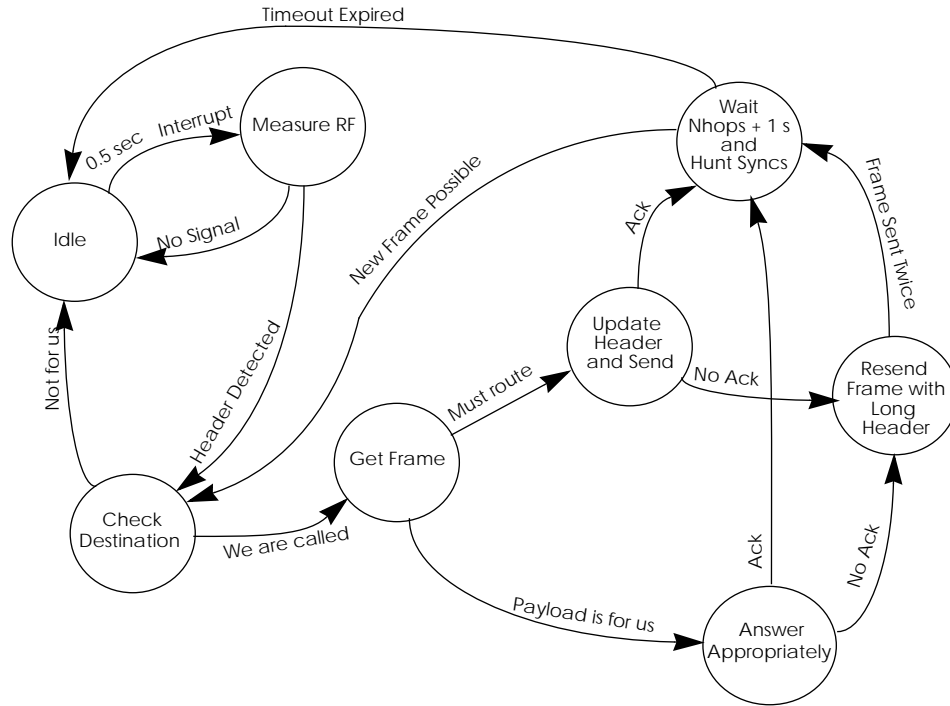 Timeout Expired
0.5 sec Interrupt
Measure RF
Wait
Nhops + 1 s
and
Hunt Syncs
Idle
No Signal
New Frame Possible
Ack
Frame Sent Twice
Not for us
Header Detected
Update
Header
and Send
Must route
No Ack
Resend
Frame with
Long
Header
Get Frame
Check
Destination
We are called
Payload is for us
Ack
No Ack
Answer
Appropriately